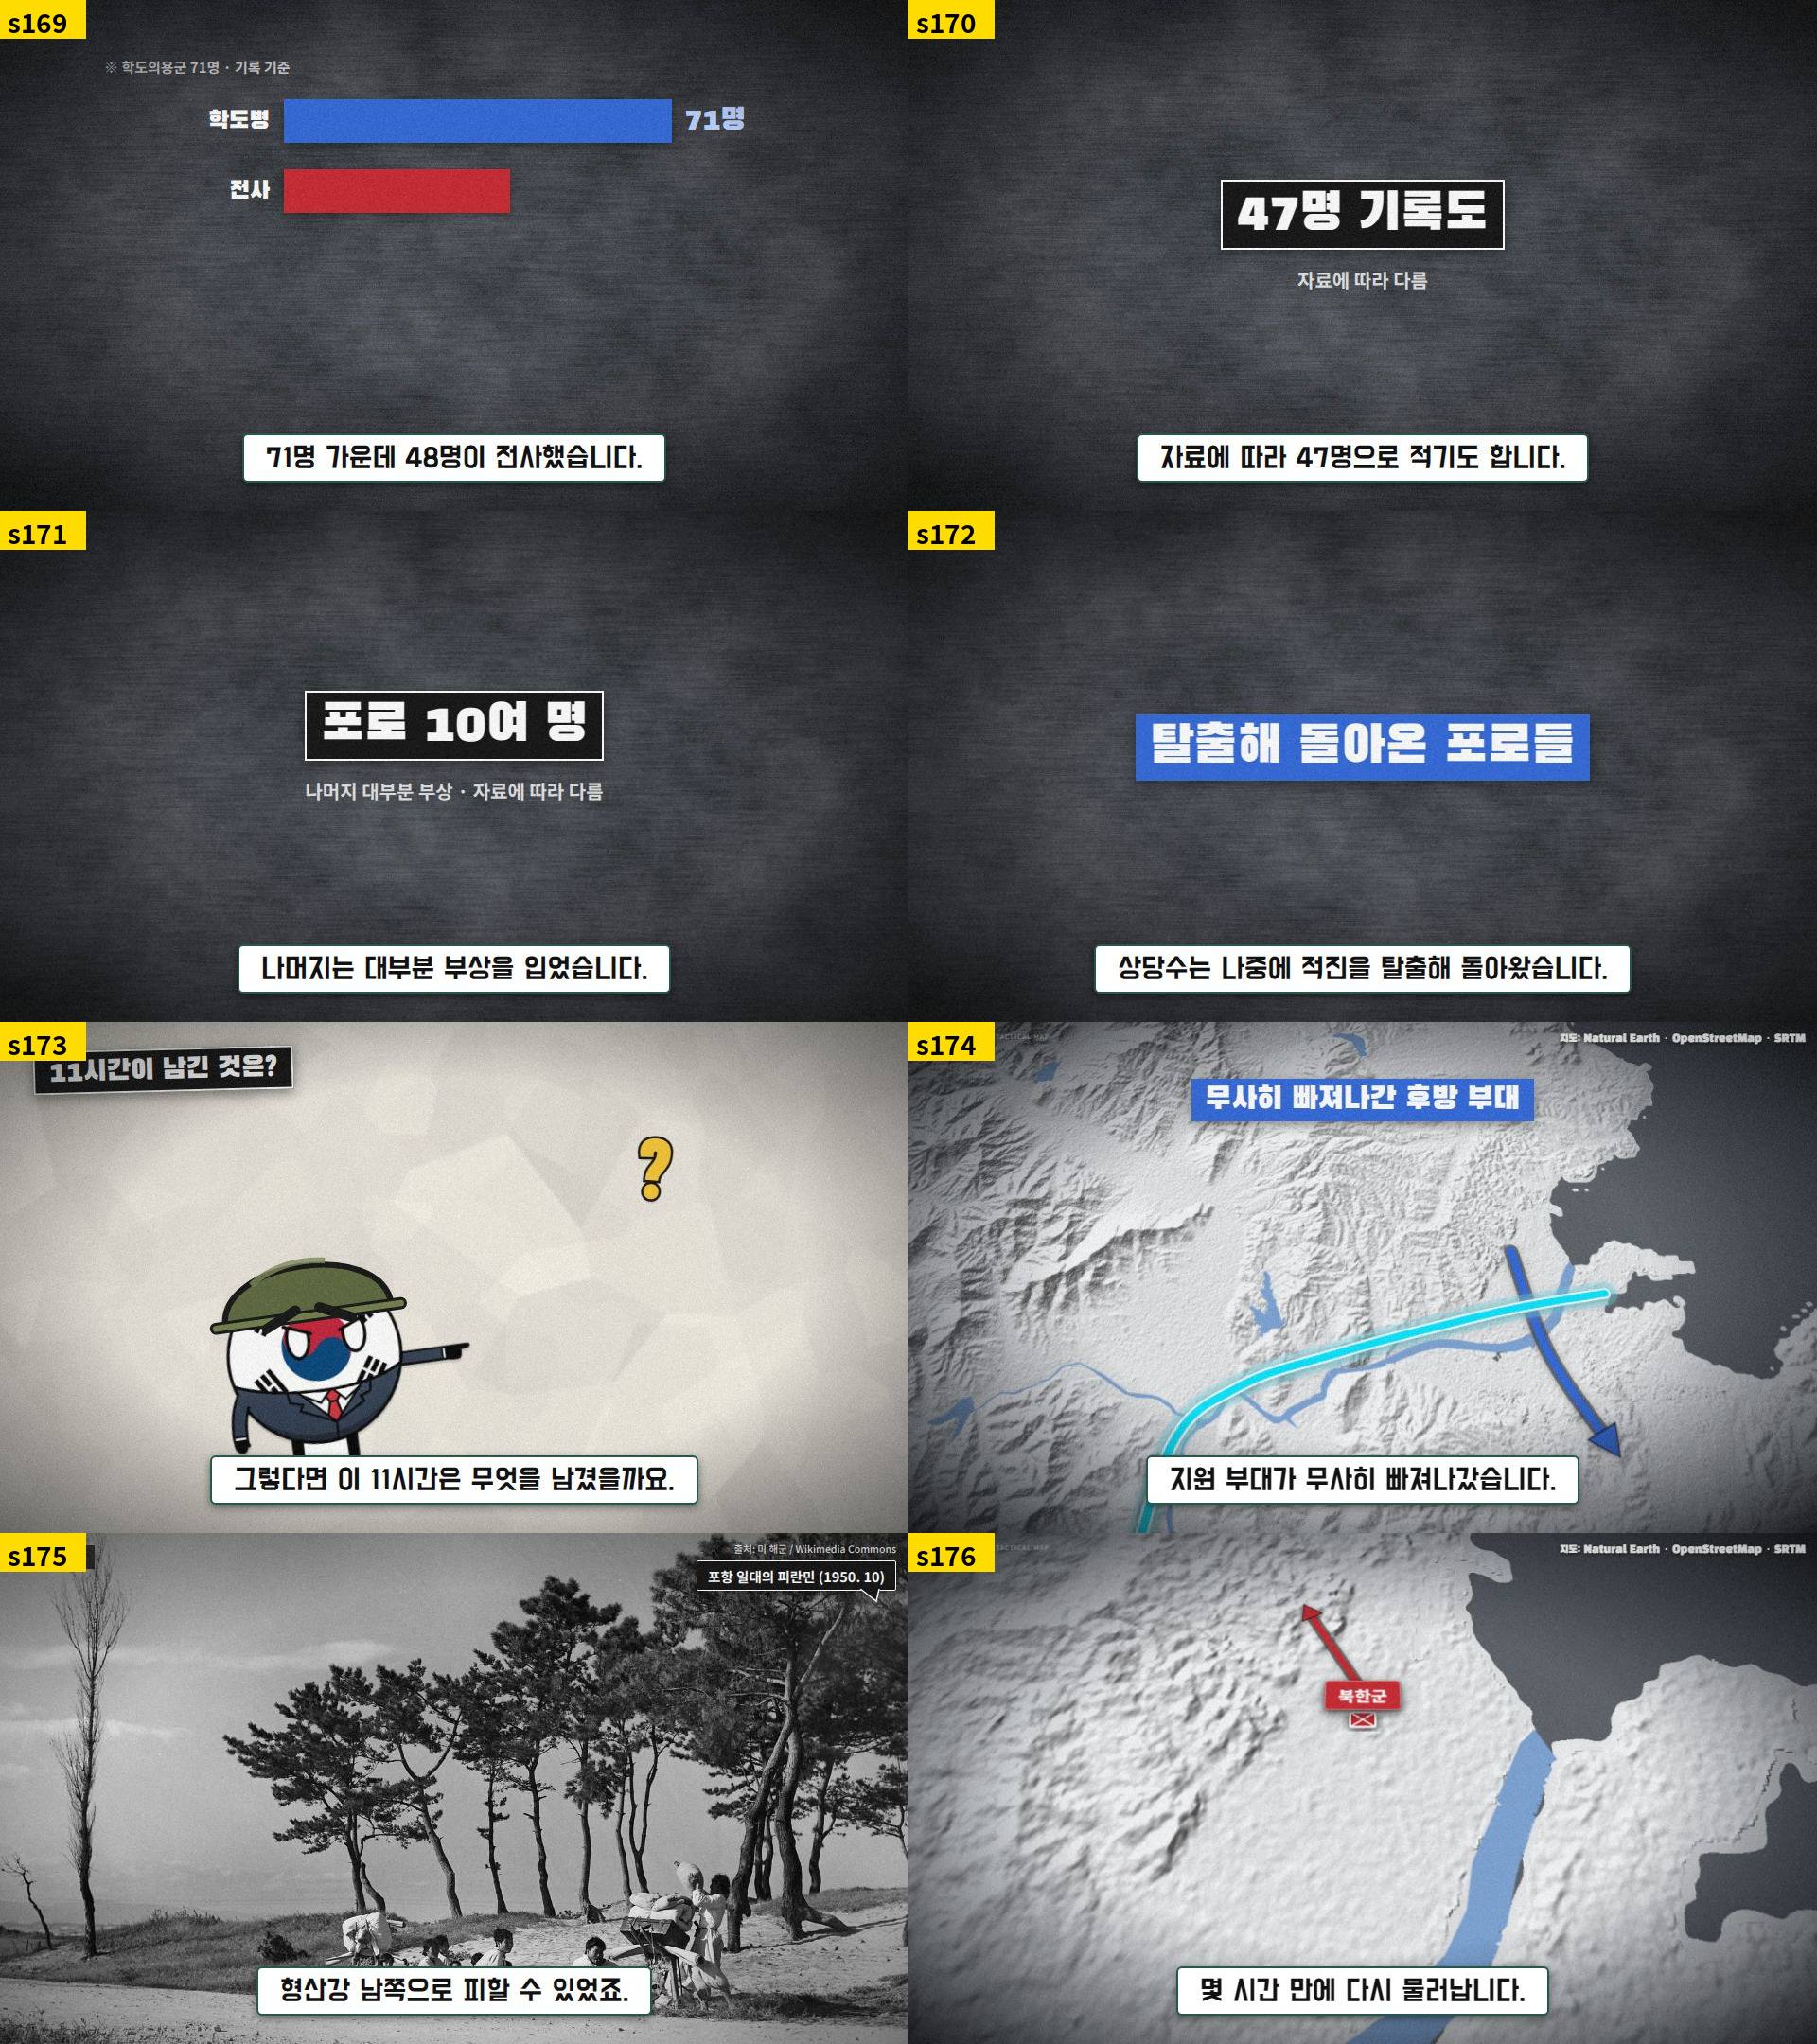 s169
※ 학도의용군 71명 · 기록 기준
학도병
71명
전사
71명 가운데 48명이 전사했습니다.
s170
47명 기록도
자료에 따라 다름
자료에 따라 47명으로 적기도 합니다.
s171
포로 10여 명
나머지 대부분 부상 · 자료에 따라 다름
나머지는 대부분 부상을 입었습니다.
s172
탈출해 돌아온 포로들
상당수는 나중에 적진을 탈출해 돌아왔습니다.
s173
11시간이 남긴 것은?
?
그렇다면 이 11시간은 무엇을 남겼을까요.
s174
TACTICAL MAP
지도: Natural Earth · OpenStreetMap · SRTM
무사히 빠져나간 후방 부대
지원 부대가 무사히 빠져나갔습니다.
s175
출처: 미 해군 / Wikimedia Commons
포항 일대의 피란민 (1950. 10)
형산강 남쪽으로 피할 수 있었죠.
s176
TACTICAL MAP
지도: Natural Earth · OpenStreetMap · SRTM
북한군
몇 시간 만에 다시 물러납니다.